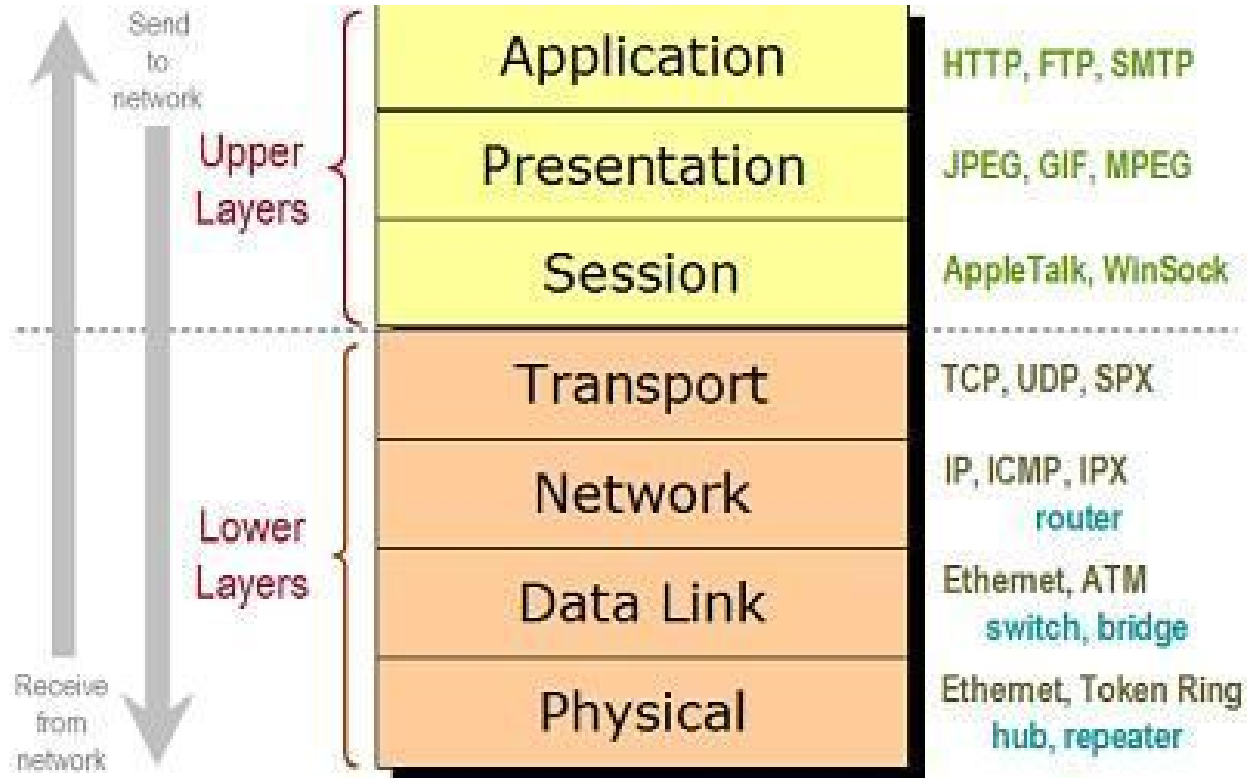 Send
to
network
Upper
Layers
Application
HTTP, FTP, SMTP
Presentation
JPEG, GIF, MPEG
Session
AppleTalk, WinSock
Lower
Layers
Transport
TCP, UDP, SPX
Network
IP, ICMP, IPX
router
Data Link
Ethernet, ATM
switch, bridge
Physical
Ethernet, Token Ring
hub, repeater
Receive
from
network